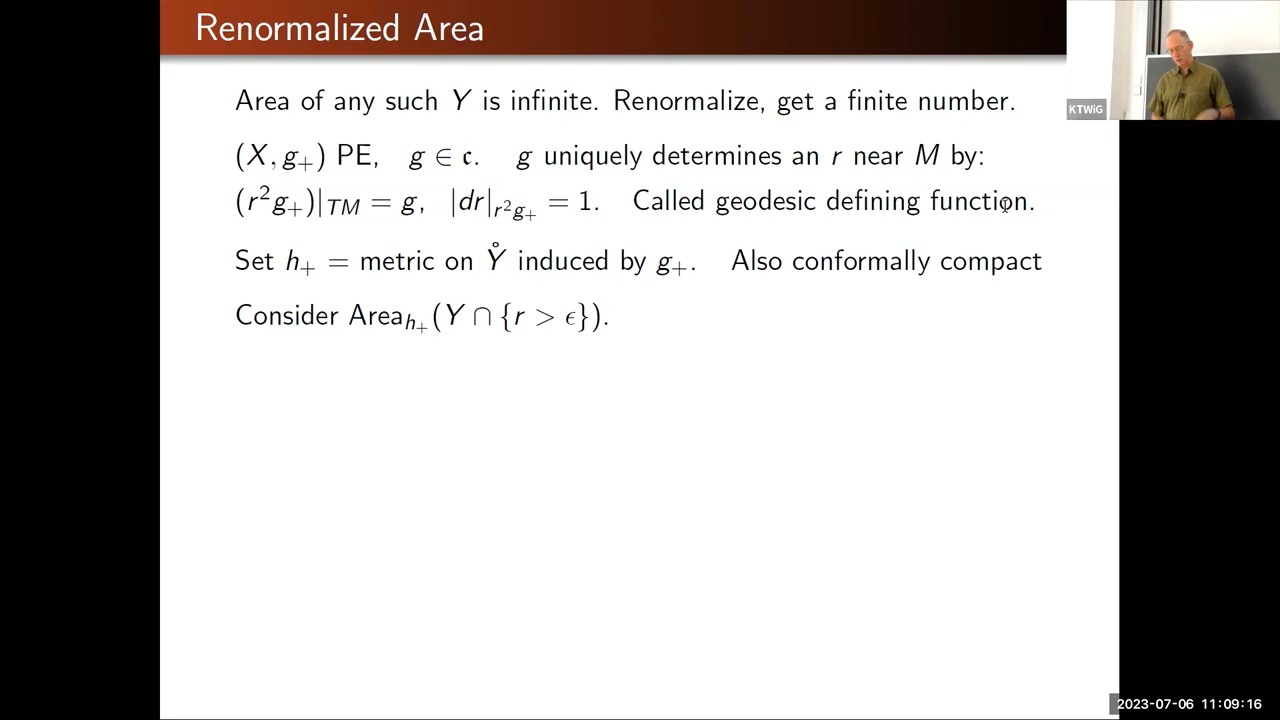 Renormalized Area
Area of any such Y is infinite. Renormalize, get a finite number.
(X, g₊) PE, g ∈ 𝔠. g uniquely determines an r near M by:
(r²g₊)|_{TM} = g, |dr|_{r²g₊} = 1. Called geodesic defining function.
Set h₊ = metric on Y̊ induced by g₊. Also conformally compact
Consider Area_{h₊}(Y ∩ {r > ϵ}).
KTWiG
2023-07-06 11:09:16